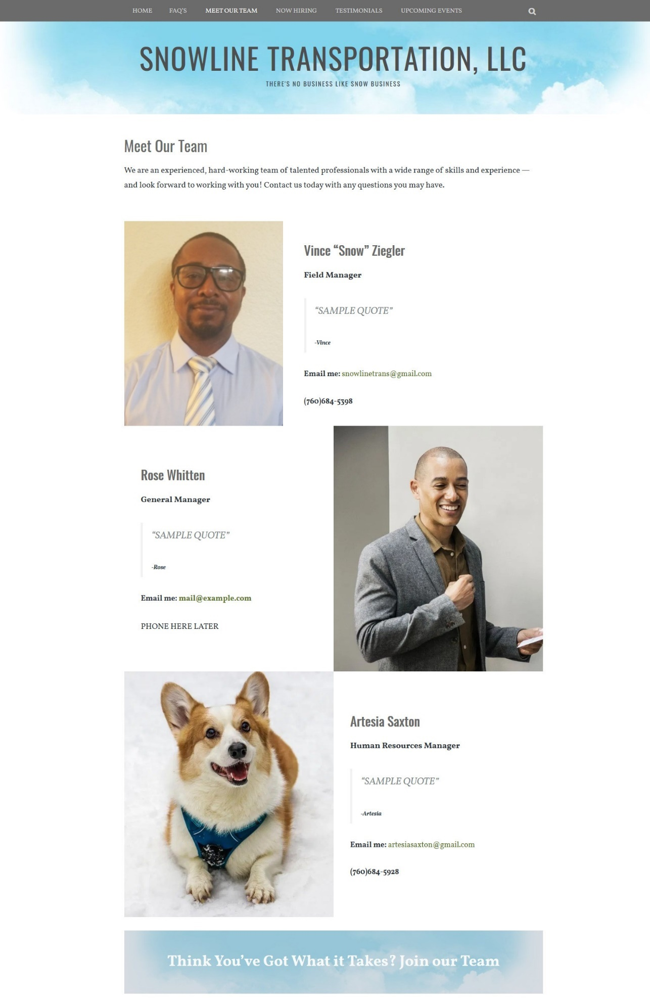 HOME FAQ'S MEET OUR TEAM NOW HIRING TESTIMONIALS UPCOMING EVENTS
SNOWLINE TRANSPORTATION, LLC
THERE'S NO BUSINESS LIKE SNOW BUSINESS
Meet Our Team
We are an experienced, hard-working team of talented professionals with a wide range of skills and experience —
and look forward to working with you! Contact us today with any questions you may have.
Vince “Snow” Ziegler
Field Manager
“SAMPLE QUOTE”
-Vince
Email me: snowlinetrans@gmail.com
(760)684-5398
Rose Whitten
General Manager
“SAMPLE QUOTE”
-Rose
Email me: mail@example.com
PHONE HERE LATER
Artesia Saxton
Human Resources Manager
“SAMPLE QUOTE”
-Artesia
Email me: artesiasaxton@gmail.com
(760)684-5928
Think You’ve Got What it Takes? Join our Team